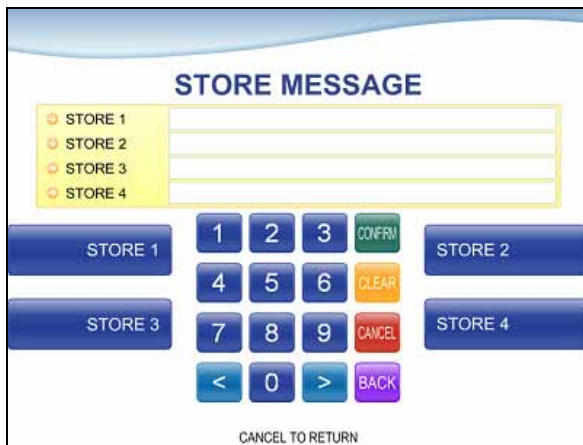 STORE MESSAGE
STORE 1
STORE 2
STORE 3
STORE 4
STORE 1 1 2 3 CONFIRM STORE 2
4 5 6 CLEAR
STORE 3 7 8 9 CANCEL STORE 4
< 0 > BACK
CANCEL TO RETURN